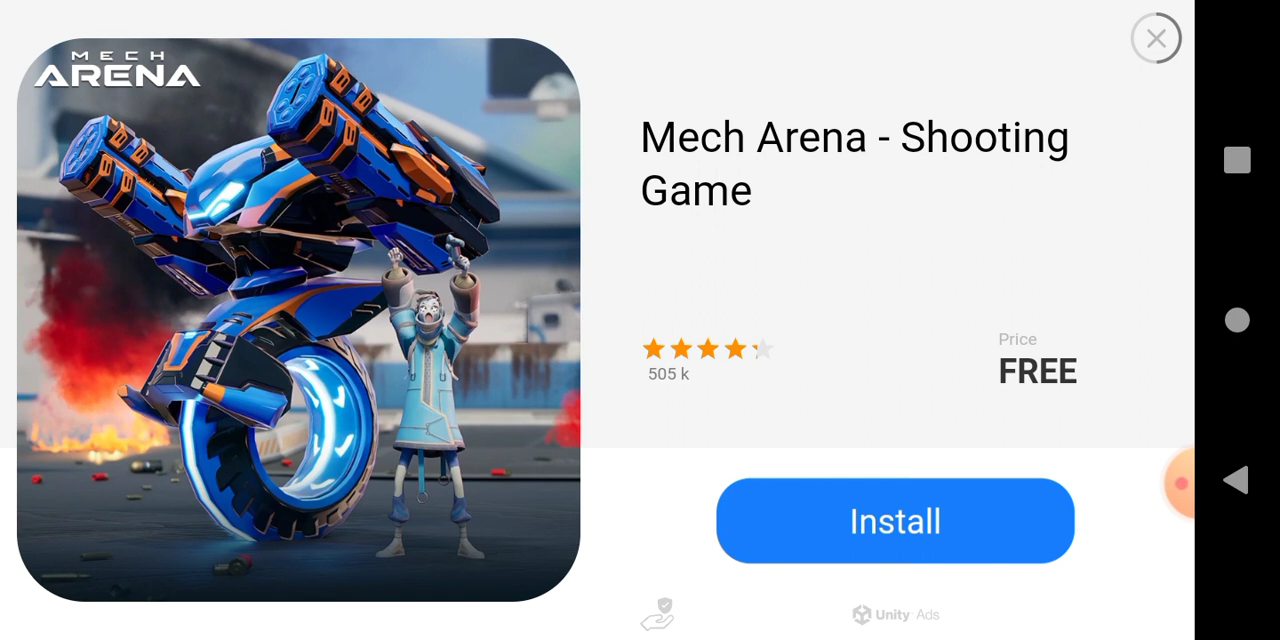 MECH
ARENA
Mech Arena - Shooting
Game
505 k
Price
FREE
Install
Unity Ads